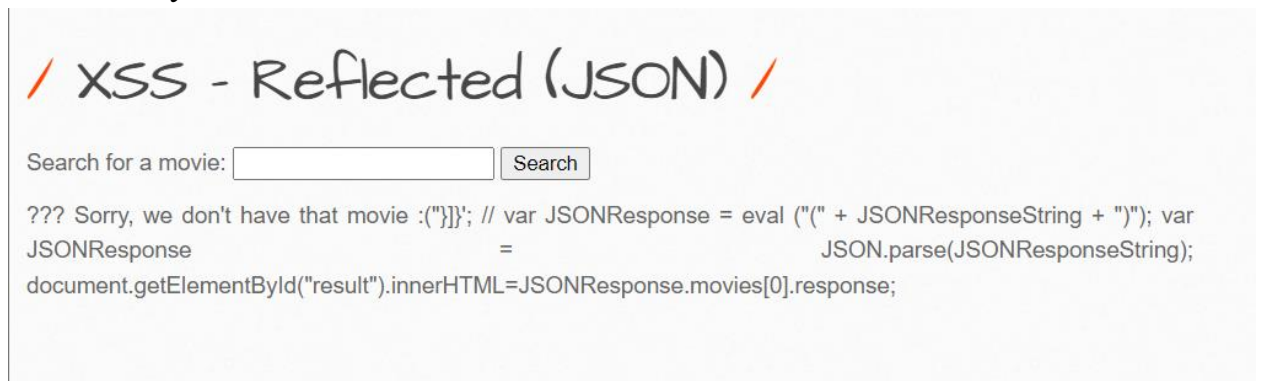 / XSS - Reflected (JSON) /
Search for a movie: Search
??? Sorry, we don't have that movie :("}]}'; // var JSONResponse = eval ("(" + JSONResponseString + ")"); var
JSONResponse = JSON.parse(JSONResponseString);
document.getElementById("result").innerHTML=JSONResponse.movies[0].response;